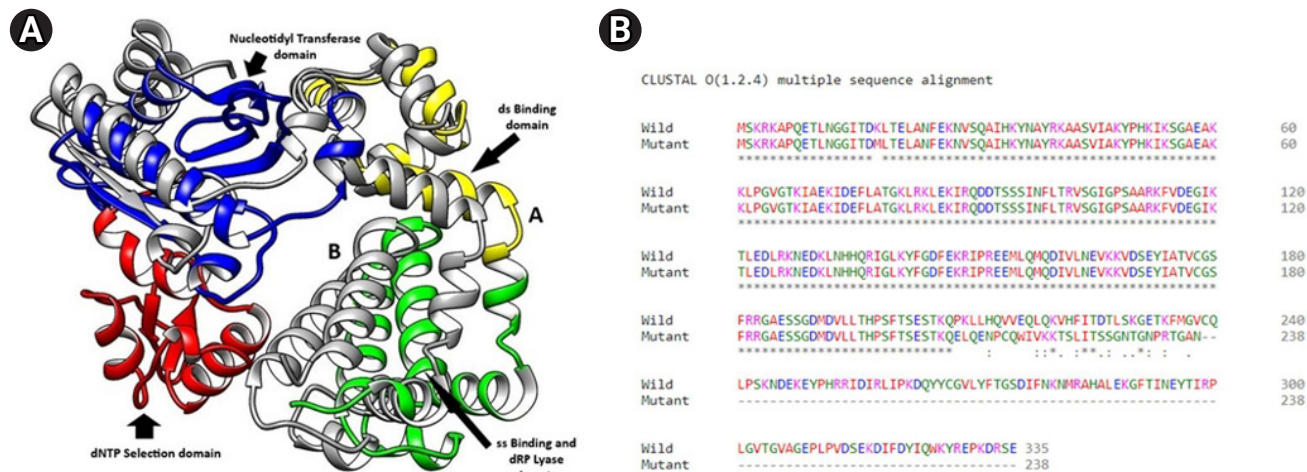 A
Nucleotidyl Transferase
domain
ds Binding
domain
A
B
dNTP Selection domain
ss Binding and
dRP Lyase
B
CLUSTAL O(1.2.4) multiple sequence alignment
Wild MSKRKAPQETLNGGITDKLTELANFEKNVSQAIHKYNAYRKAASVIAKYPHKIKSGAEAK 60
Mutant MSKRKAPQETLNGGITDMLTELANFEKNVSQAIHKYNAYRKAASVIAKYPHKIKSGAEAK 60
***************** ******************************************
Wild KLPGVGTKIAEKIDEFLATGKLRKLEKIRQDDTSSSINFLTRVSGIGPSAARKFVDEGIK 120
Mutant KLPGVGTKIAEKIDEFLATGKLRKLEKIRQDDTSSSINFLTRVSGIGPSAARKFVDEGIK 120
************************************************************
Wild TLEDLRKNEDKLNHHQRIGLKYFGDFEKRIPREEMLQMQDIVLNEVKKVDSEYIATVCGS 180
Mutant TLEDLRKNEDKLNHHQRIGLKYFGDFEKRIPREEMLQMQDIVLNEVKKVDSEYIATVCGS 180
************************************************************
Wild FRRGAESSGDMDVLLTHPSFTSESTKQPKLLHQVVEQLQKVHFITDTLSKGETKFMGVCQ 240
Mutant FRRGAESSGDMDVLLTHPSFTSESTKQELQENPCQWIVKKTSLITSSGNTGNPRTGAN-- 238
*************************** : ::*: .:**.: ..*: : .
Wild LPSKNDEKEYPHRRIDIRLIPKDQYYCGVLYFTGSDIFNKNMRAHALEKGFTINEYTIRP 300
Mutant ------------------------------------------------------------ 238
Wild LGVTGVAGEPLPVDSEKDIFDYIQWKYREPKDRSE 335
Mutant ----------------------------------- 238